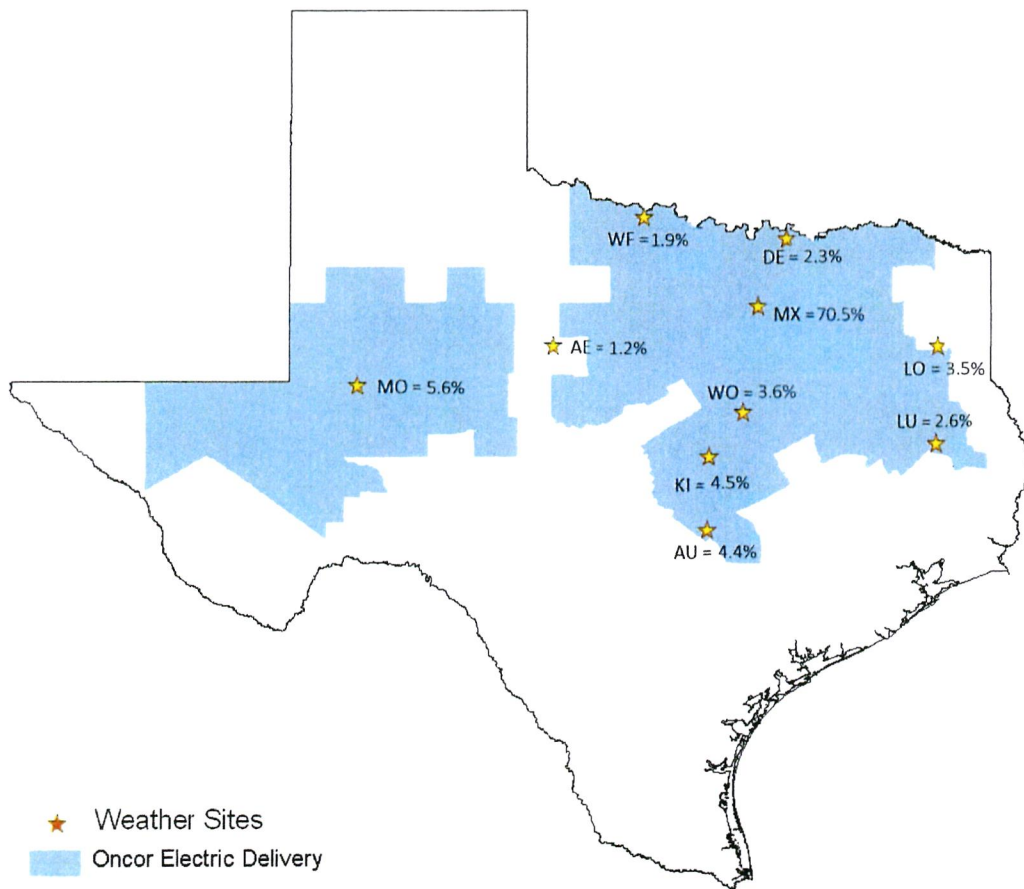 WF = 1.9%
DE = 2.3%
MX = 70.5%
AE = 1.2%
LO = 3.5%
MO = 5.6%
WO = 3.6%
LU = 2.6%
KI = 4.5%
AU = 4.4%
Weather Sites
Oncor Electric Delivery